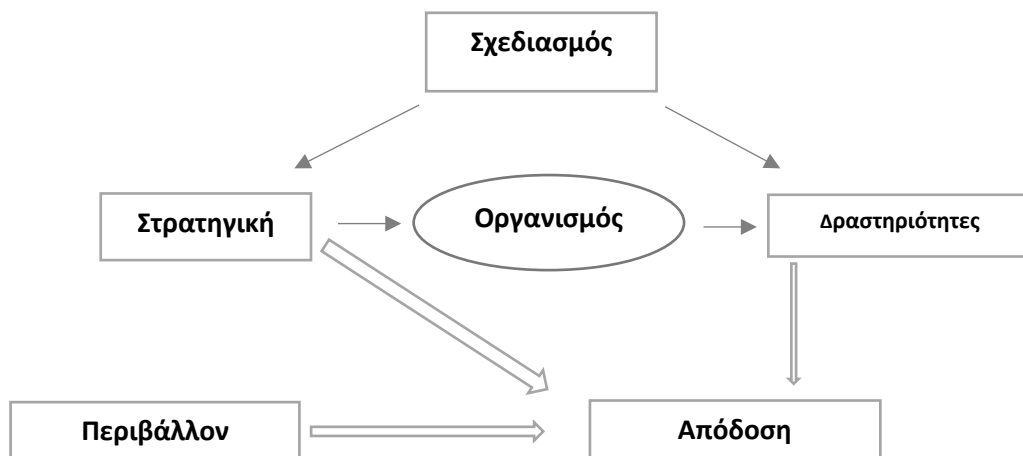 Σχεδιασμός
Στρατηγική
Οργανισμός
Δραστηριότητες
Περιβάλλον
Απόδοση